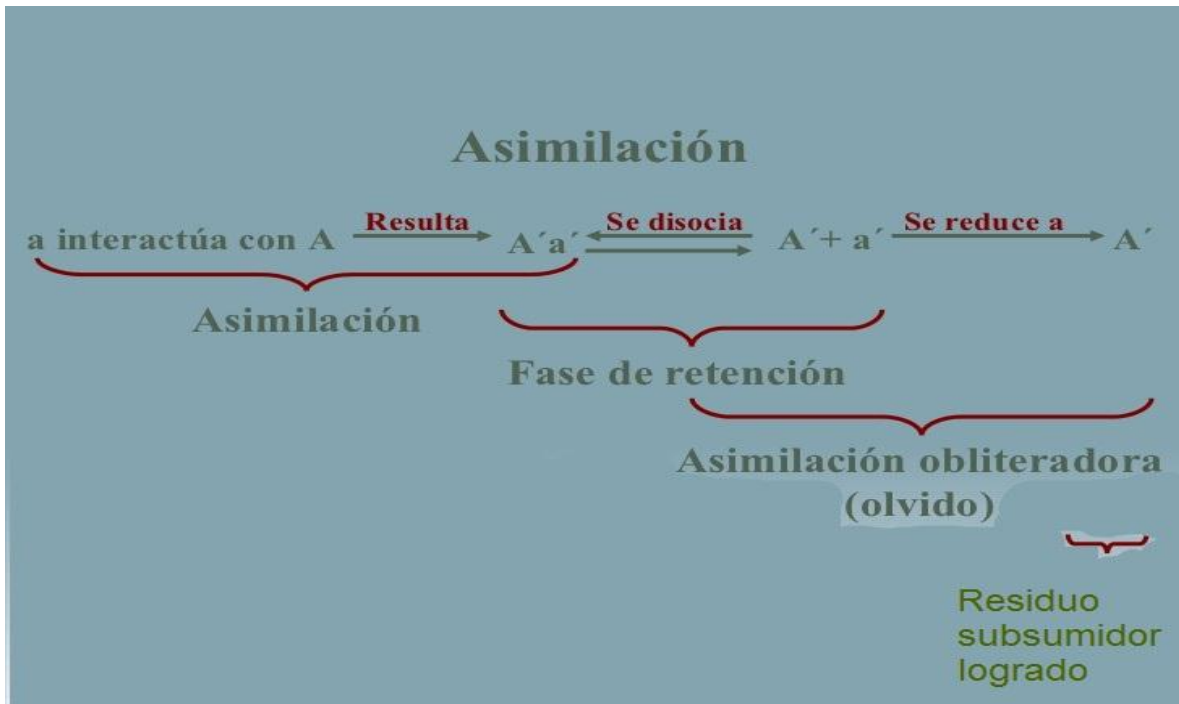 Asimilación
a interactúa con A Resulta A´a´ Se disocia A´+ a´ Se reduce a A´
Asimilación
Fase de retención
Asimilación obliteradora
(olvido)
Residuo
subsumidor
logrado